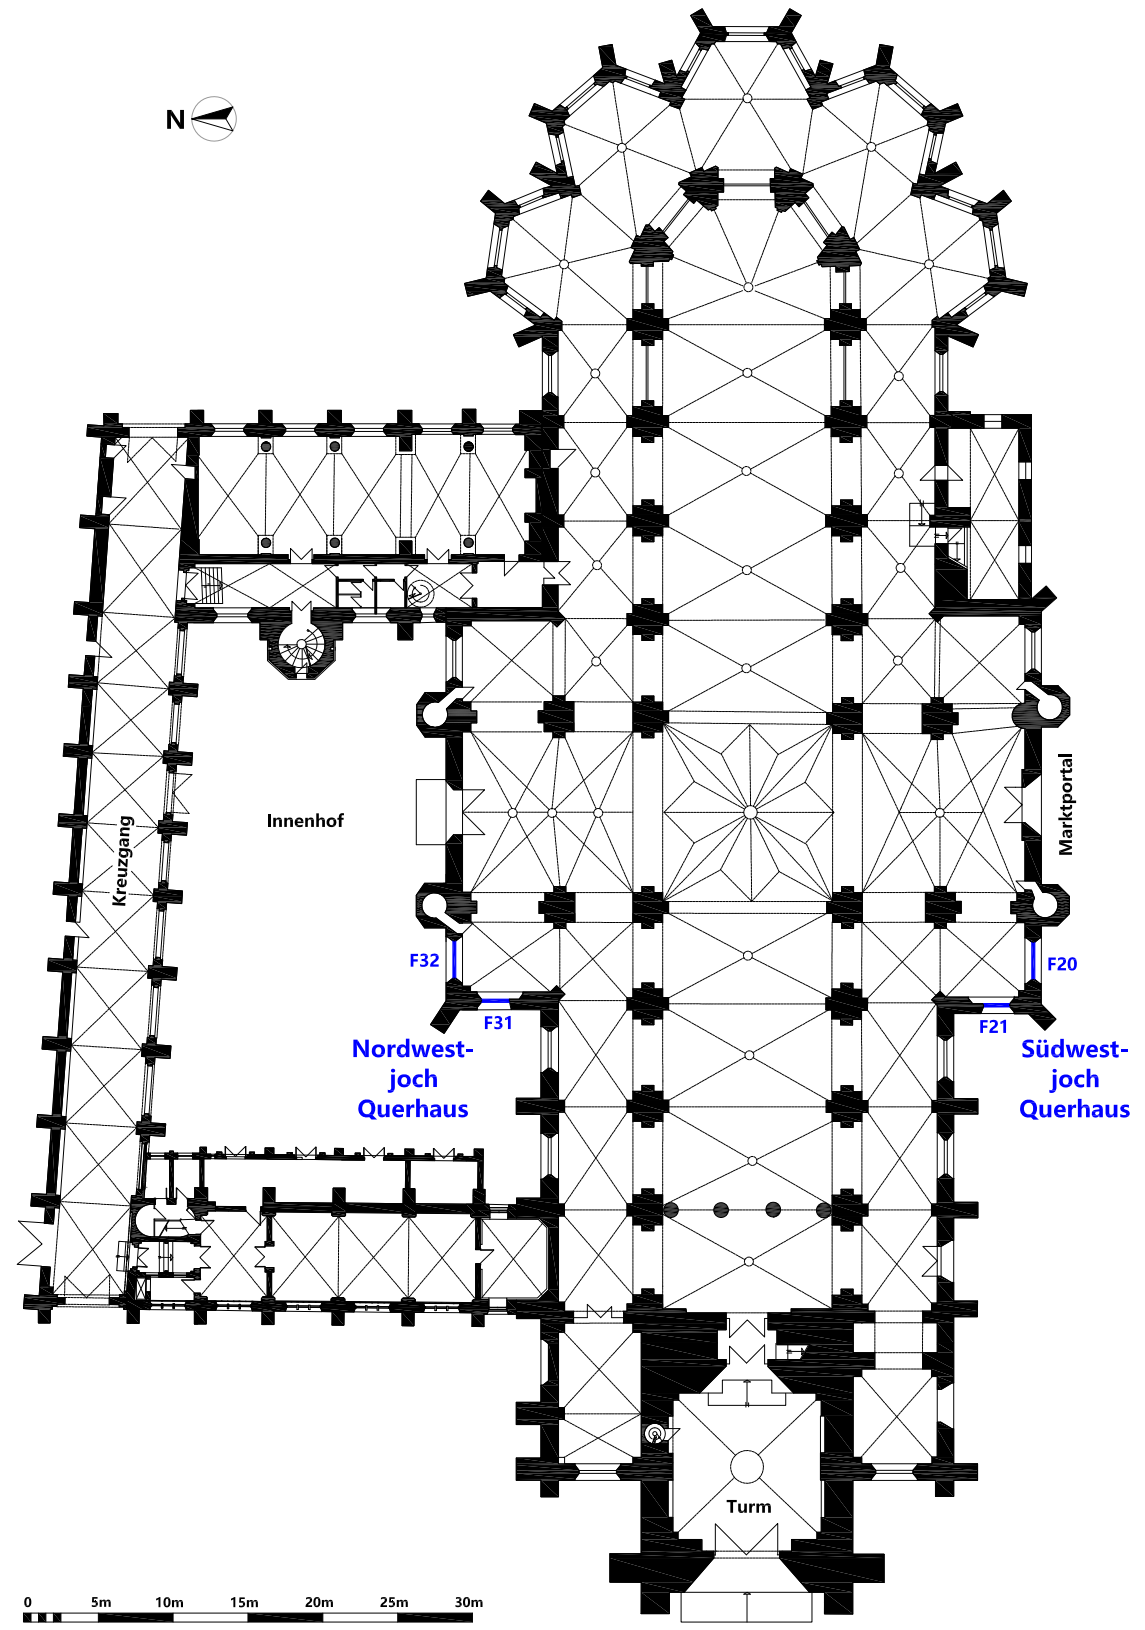 N
Marktportal
Innenhof
Kreuzgang
F32
F20
F31
F21
Nordwest-
joch
Querhaus
Südwest-
joch
Querhaus
Turm
0 5m 10m 15m 20m 25m 30m